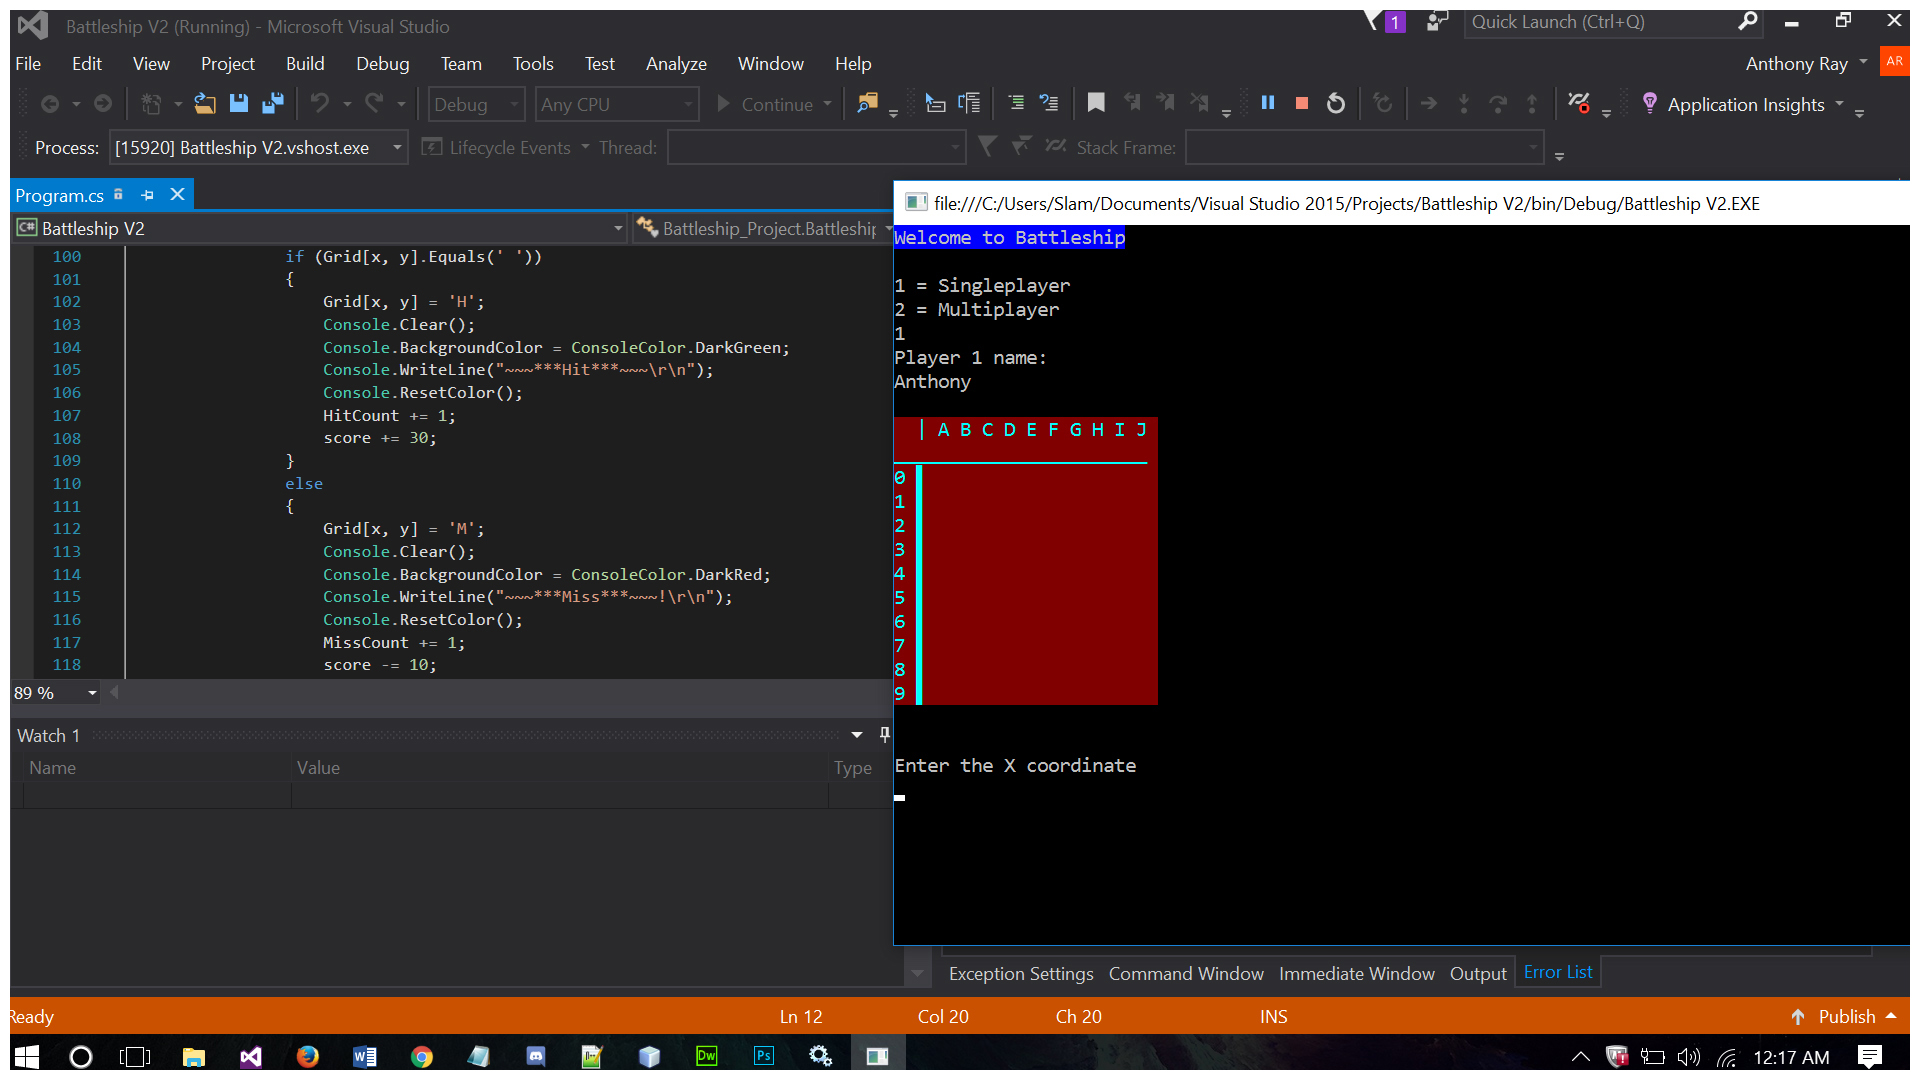 Battleship V2 (Running) - Microsoft Visual Studio
1
Quick Launch (Ctrl+Q)
File Edit View Project Build Debug Team Tools Test Analyze Window Help
Anthony Ray AR
Debug Any CPU Continue Application Insights
Process: [15920] Battleship V2.vshost.exe Lifecycle Events Thread: Stack Frame:
Program.cs
C# Battleship V2 Battleship_Project.Battleship
100 if (Grid[x, y].Equals(' '))
101 {
102 Grid[x, y] = 'H';
103 Console.Clear();
104 Console.BackgroundColor = ConsoleColor.DarkGreen;
105 Console.WriteLine("~~~***Hit***~~~\r\n");
106 Console.ResetColor();
107 HitCount += 1;
108 score += 30;
109 }
110 else
111 {
112 Grid[x, y] = 'M';
113 Console.Clear();
114 Console.BackgroundColor = ConsoleColor.DarkRed;
115 Console.WriteLine("~~~***Miss***~~~!\r\n");
116 Console.ResetColor();
117 MissCount += 1;
118 score -= 10;
89 %
Watch 1
Name Value Type
file:///C:/Users/Slam/Documents/Visual Studio 2015/Projects/Battleship V2/bin/Debug/Battleship V2.EXE
Welcome to Battleship
1 = Singleplayer
2 = Multiplayer
1
Player 1 name:
Anthony
| A B C D E F G H I J
0
1
2
3
4
5
6
7
8
9
Enter the X coordinate
Exception Settings Command Window Immediate Window Output Error List
Ready Ln 12 Col 20 Ch 20 INS Publish
Dw Ps 12:17 AM